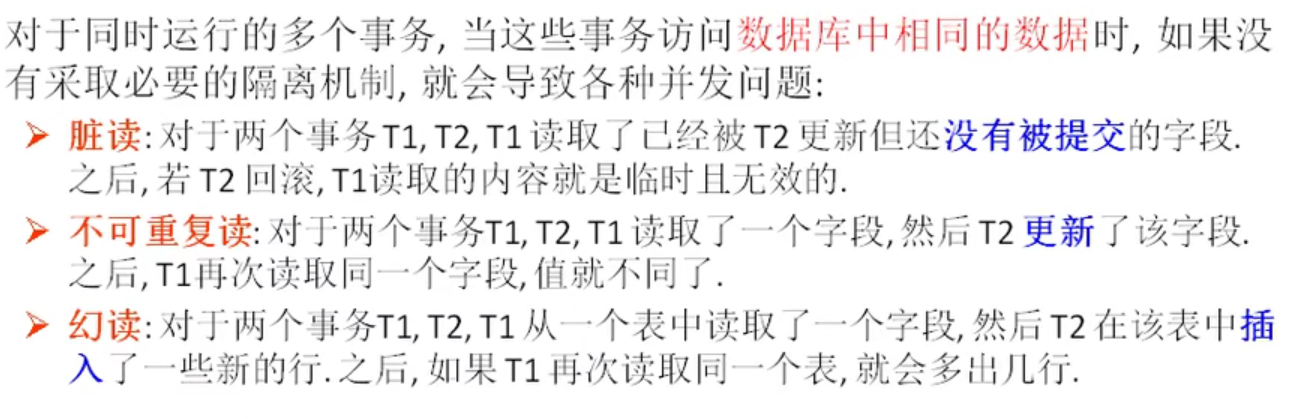 对于同时运行的多个事务, 当这些事务访问数据库中相同的数据时, 如果没
有采取必要的隔离机制, 就会导致各种并发问题:
➢ 脏读: 对于两个事务 T1, T2, T1 读取了已经被 T2 更新但还没有被提交的字段.
之后, 若 T2 回滚, T1读取的内容就是临时且无效的.
➢ 不可重复读: 对于两个事务T1, T2, T1 读取了一个字段, 然后 T2 更新了该字段.
之后, T1再次读取同一个字段, 值就不同了.
➢ 幻读: 对于两个事务T1, T2, T1 从一个表中读取了一个字段, 然后 T2 在该表中插
入了一些新的行. 之后, 如果 T1 再次读取同一个表, 就会多出几行.